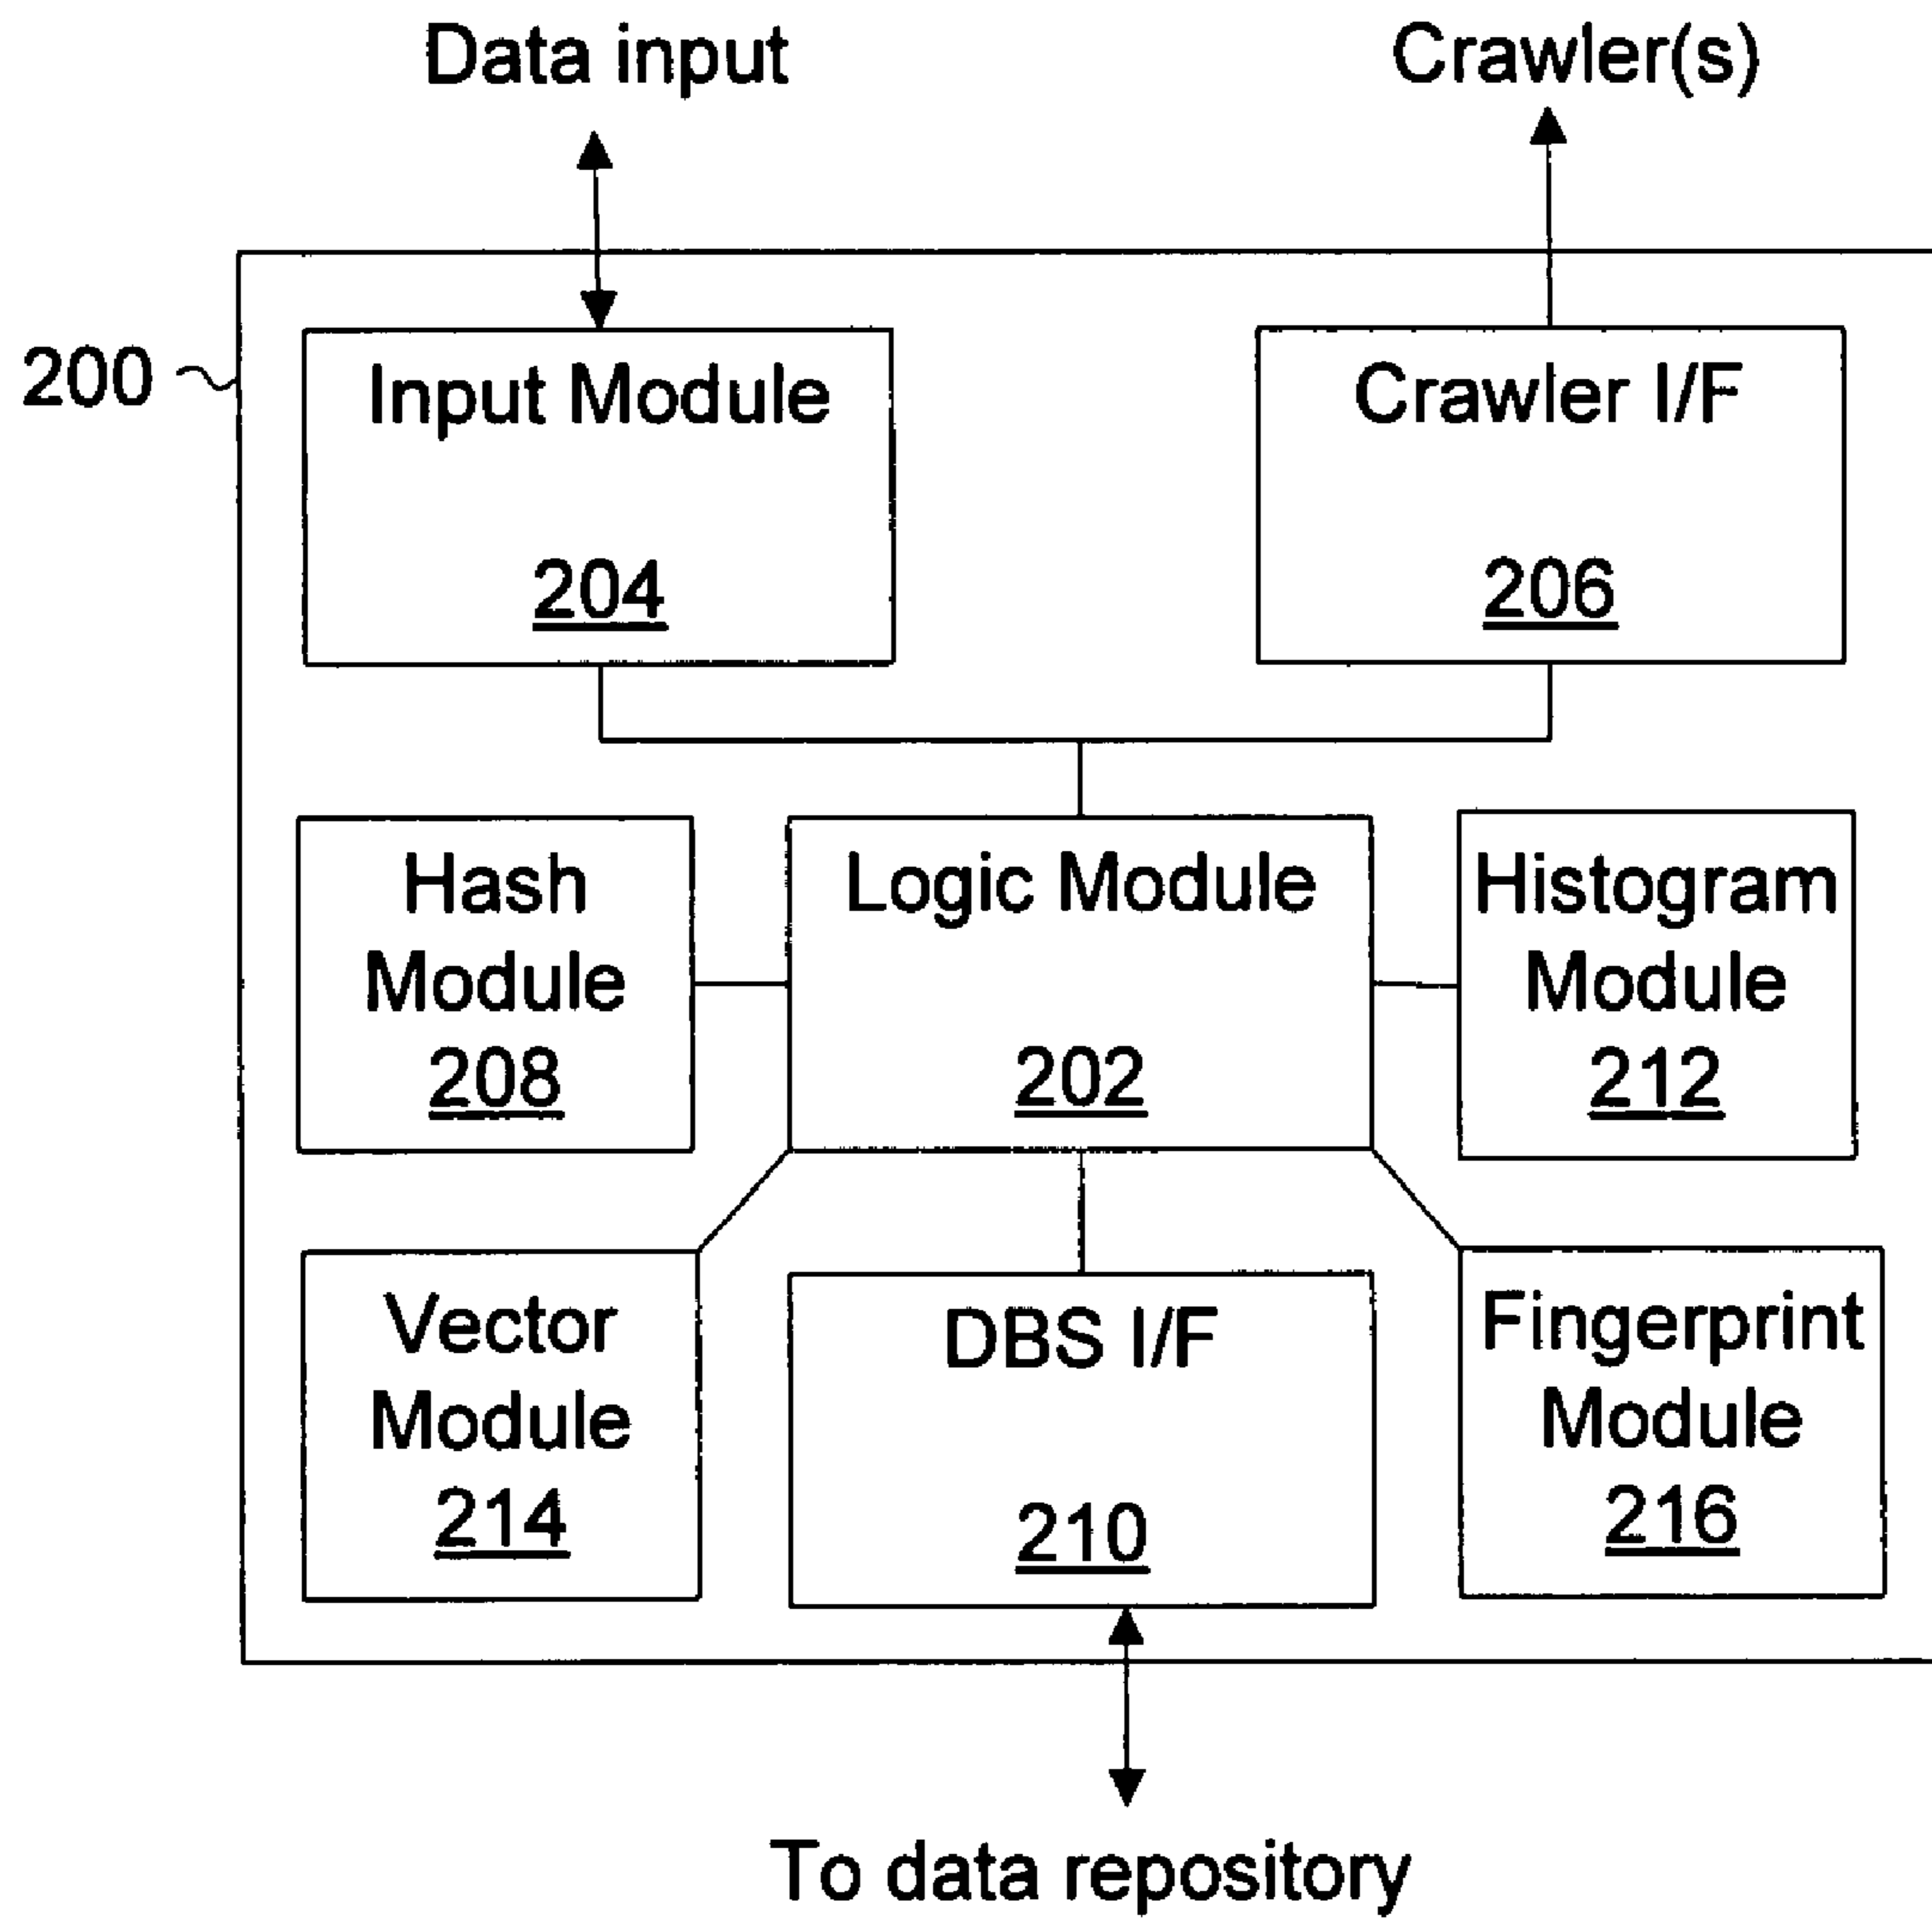 Data input
Crawler(s)
200
Input Module
204
Crawler I/F
206
Hash
Module
208
Logic Module
202
Histogram
Module
212
Vector
Module
214
DBS I/F
210
Fingerprint
Module
216
To data repository